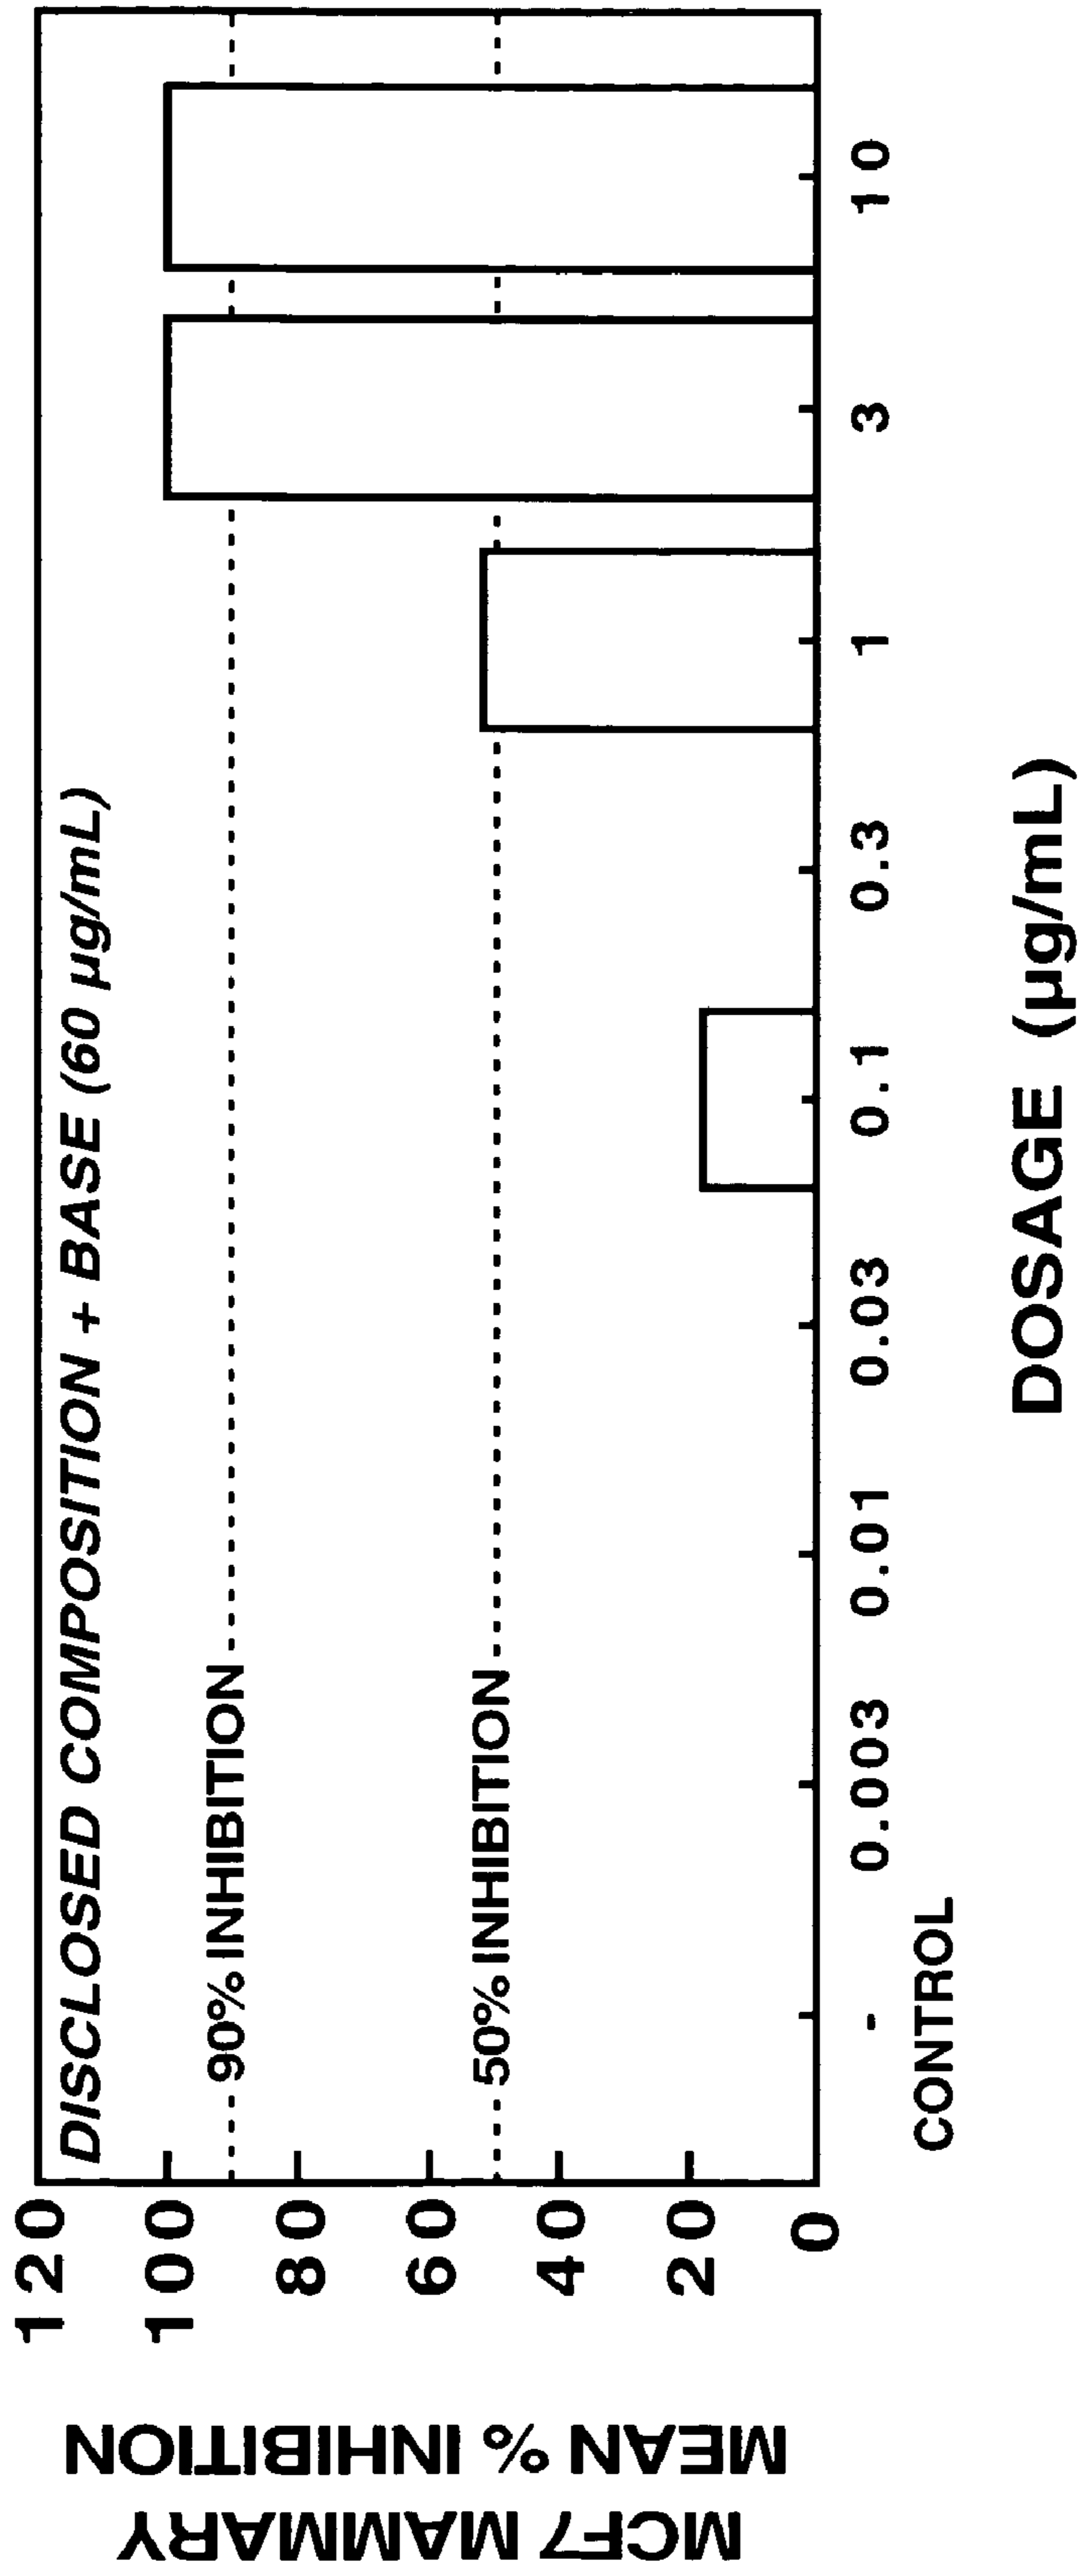 MCF7 MAMMARY
MEAN % INHIBITION
120
100
80
60
40
20
0
DISCLOSED COMPOSITION + BASE (60 µg/mL)
90% INHIBITION
50% INHIBITION
- 0.003 0.01 0.03 0.1 0.3 1 3 10
CONTROL
DOSAGE (µg/mL)